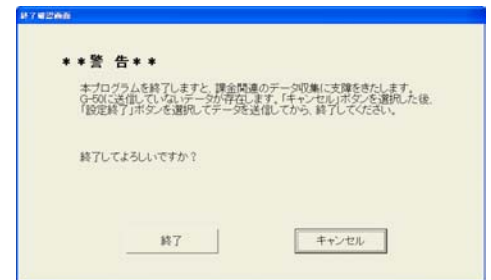 終了確認画面
＊＊警 告＊＊
本プログラムを終了しますと、課金関連のデータ収集に支障をきたします。
G-50に送信していないデータが存在します。「キャンセル」ボタンを選択した後、
「設定終了」ボタンを選択してデータを送信してから、終了してください。
終了してよろしいですか？
終了
キャンセル